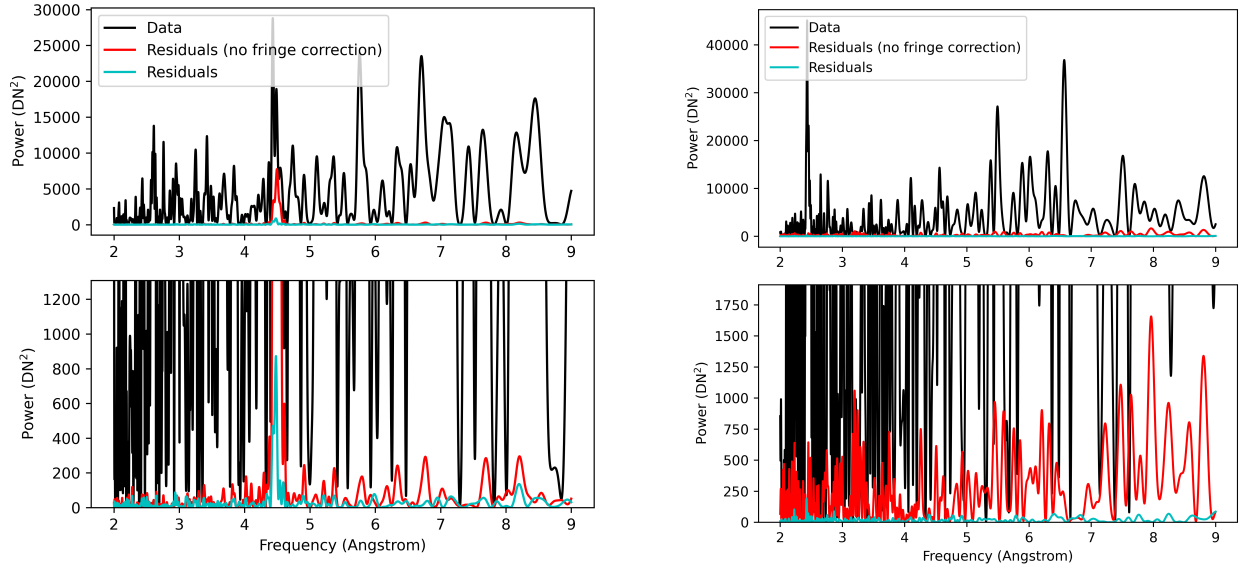 30000
25000
20000
15000
10000
5000
0
Power (DN²)
Data
Residuals (no fringe correction)
Residuals
2 3 4 5 6 7 8 9
40000
30000
20000
10000
0
Power (DN²)
Data
Residuals (no fringe correction)
Residuals
2 3 4 5 6 7 8 9
1200
1000
800
600
400
200
0
Power (DN²)
2 3 4 5 6 7 8 9
Frequency (Angstrom)
1750
1500
1250
1000
750
500
250
0
Power (DN²)
2 3 4 5 6 7 8 9
Frequency (Angstrom)